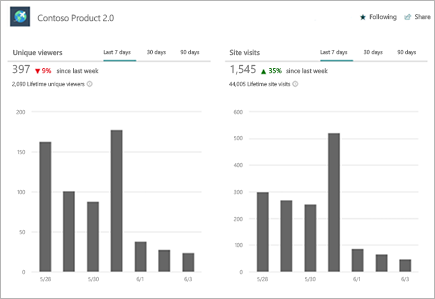 Contoso Product 2.0
Following
Share
Unique viewers
Last 7 days
30 days
90 days
397 ▼ 9% since last week
Lifetime unique viewers
200
150
100
50
0
5/28
5/30
6/1
6/3
Site visits
Last 7 days
30 days
90 days
1,545 ▲ 35% since last week
44,005 Lifetime site visits
600
500
400
300
200
100
0
5/28
5/30
6/1
6/3